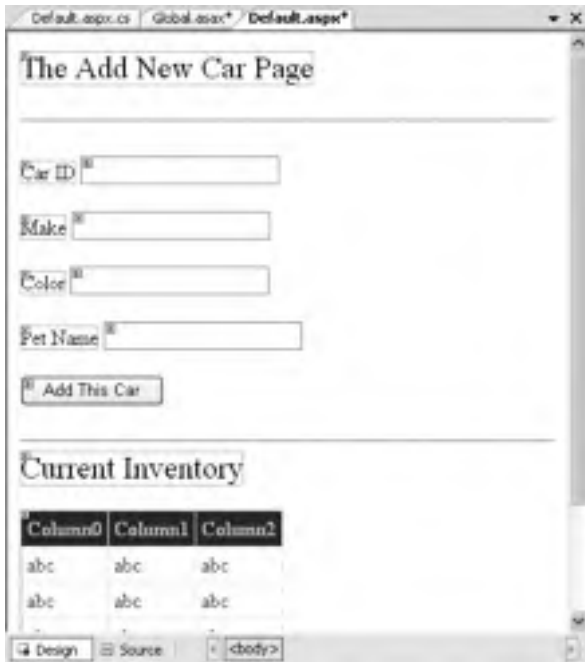 Default.aspx.cs Global.asax* Default.aspx*
The Add New Car Page
Car ID
Make
Color
Pet Name
Add This Car
Current Inventory
Column0 Column1 Column2
abc abc abc
abc abc abc
Design Source <body>